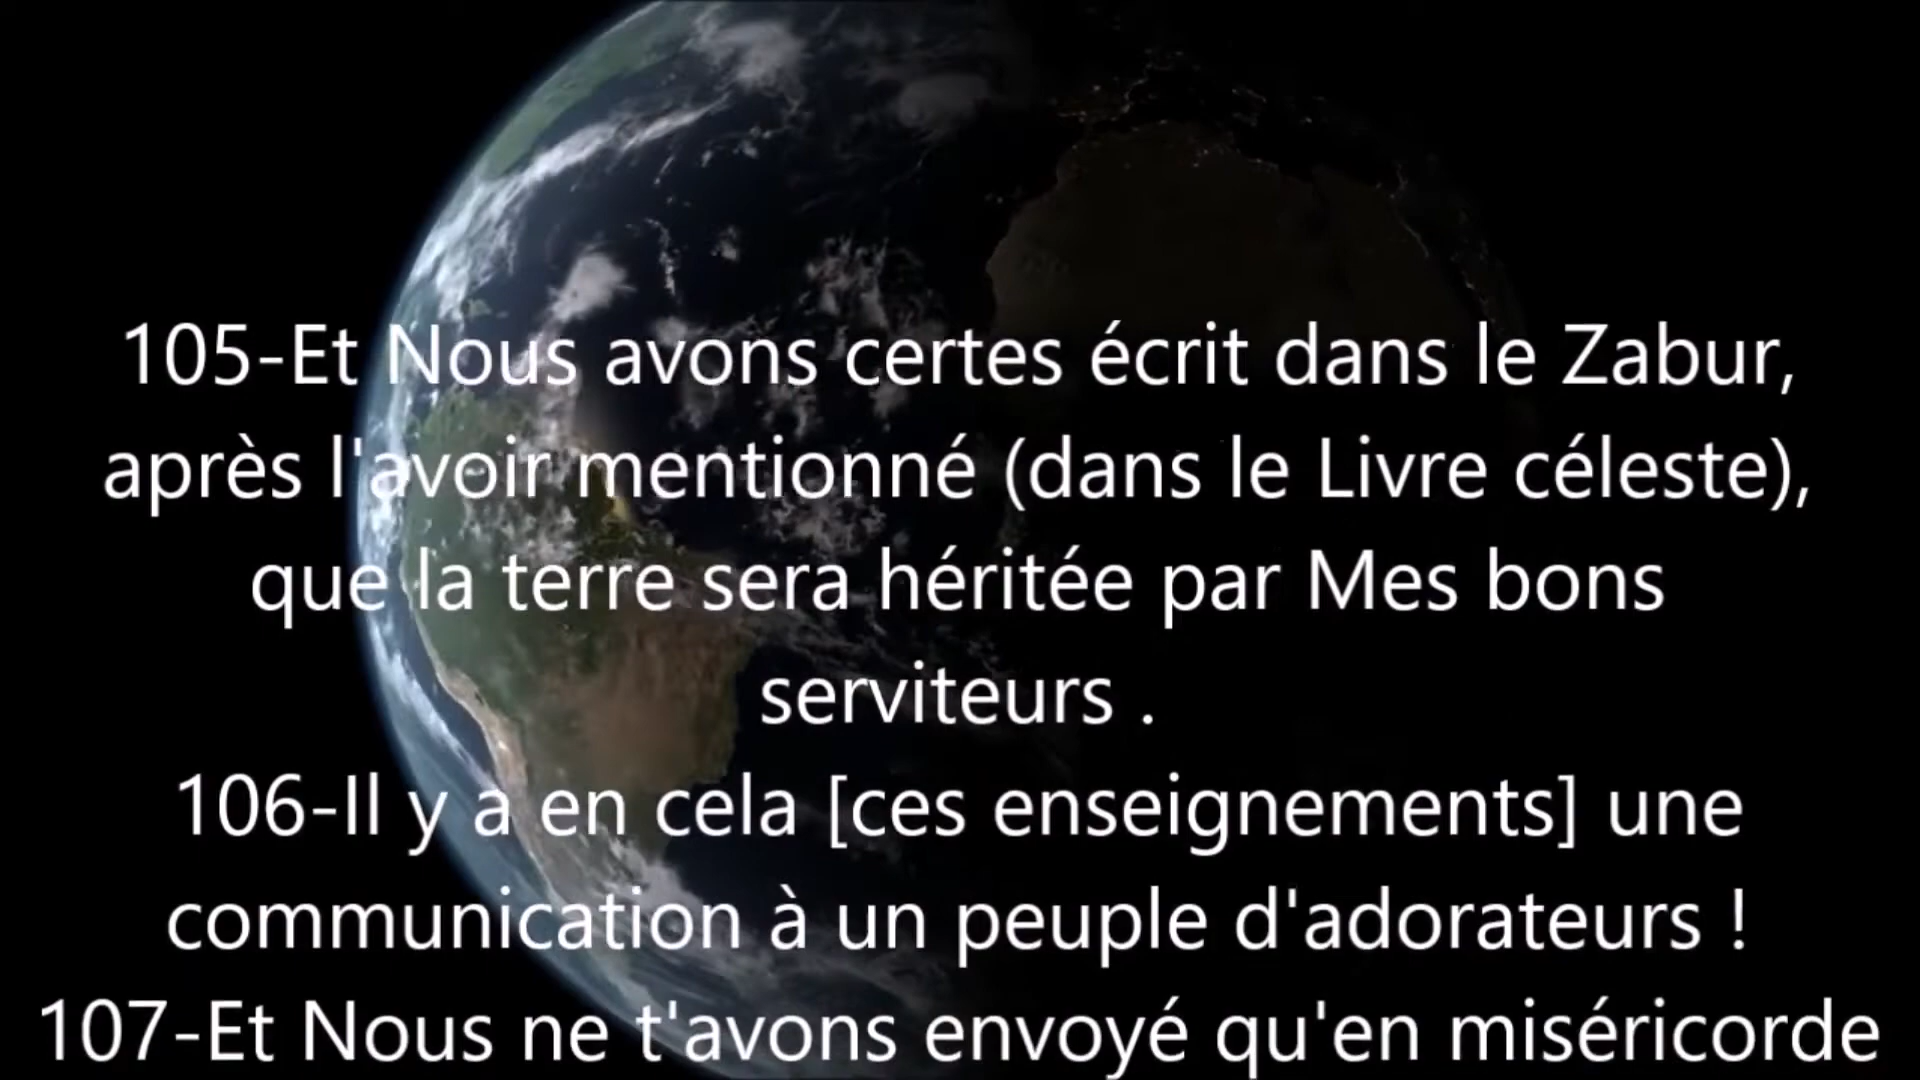 105-Et Nous avons certes écrit dans le Zabur,
après l'avoir mentionné (dans le Livre céleste),
que la terre sera héritée par Mes bons
serviteurs .
106-Il y a en cela [ces enseignements] une
communication à un peuple d'adorateurs !
107-Et Nous ne t'avons envoyé qu'en miséricorde